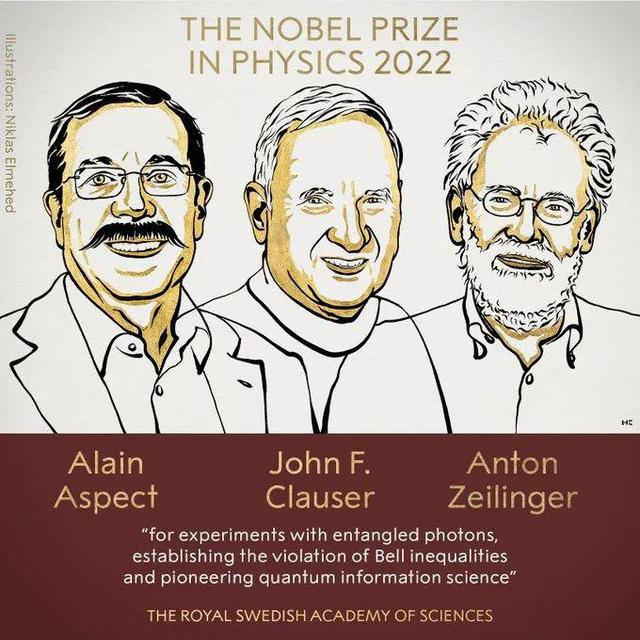 THE NOBEL PRIZE
IN PHYSICS 2022
Illustrations: Niklas Elmehed
Alain
Aspect
John F.
Clauser
Anton
Zeilinger
“for experiments with entangled photons,
establishing the violation of Bell inequalities
and pioneering quantum information science”
THE ROYAL SWEDISH ACADEMY OF SCIENCES